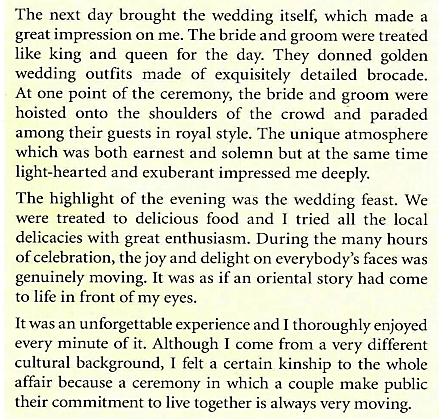 The next day brought the wedding itself, which made a
great impression on me. The bride and groom were treated
like king and queen for the day. They donned golden
wedding outfits made of exquisitely detailed brocade.
At one point of the ceremony, the bride and groom were
hoisted onto the shoulders of the crowd and paraded
among their guests in royal style. The unique atmosphere
which was both earnest and solemn but at the same time
light-hearted and exuberant impressed me deeply.
The highlight of the evening was the wedding feast. We
were treated to delicious food and I tried all the local
delicacies with great enthusiasm. During the many hours
of celebration, the joy and delight on everybody's faces was
genuinely moving. It was as if an oriental story had come
to life in front of my eyes.
It was an unforgettable experience and I thoroughly enjoyed
every minute of it. Although I come from a very different
cultural background, I felt a certain kinship to the whole
affair because a ceremony in which a couple make public
their commitment to live together is always very moving.